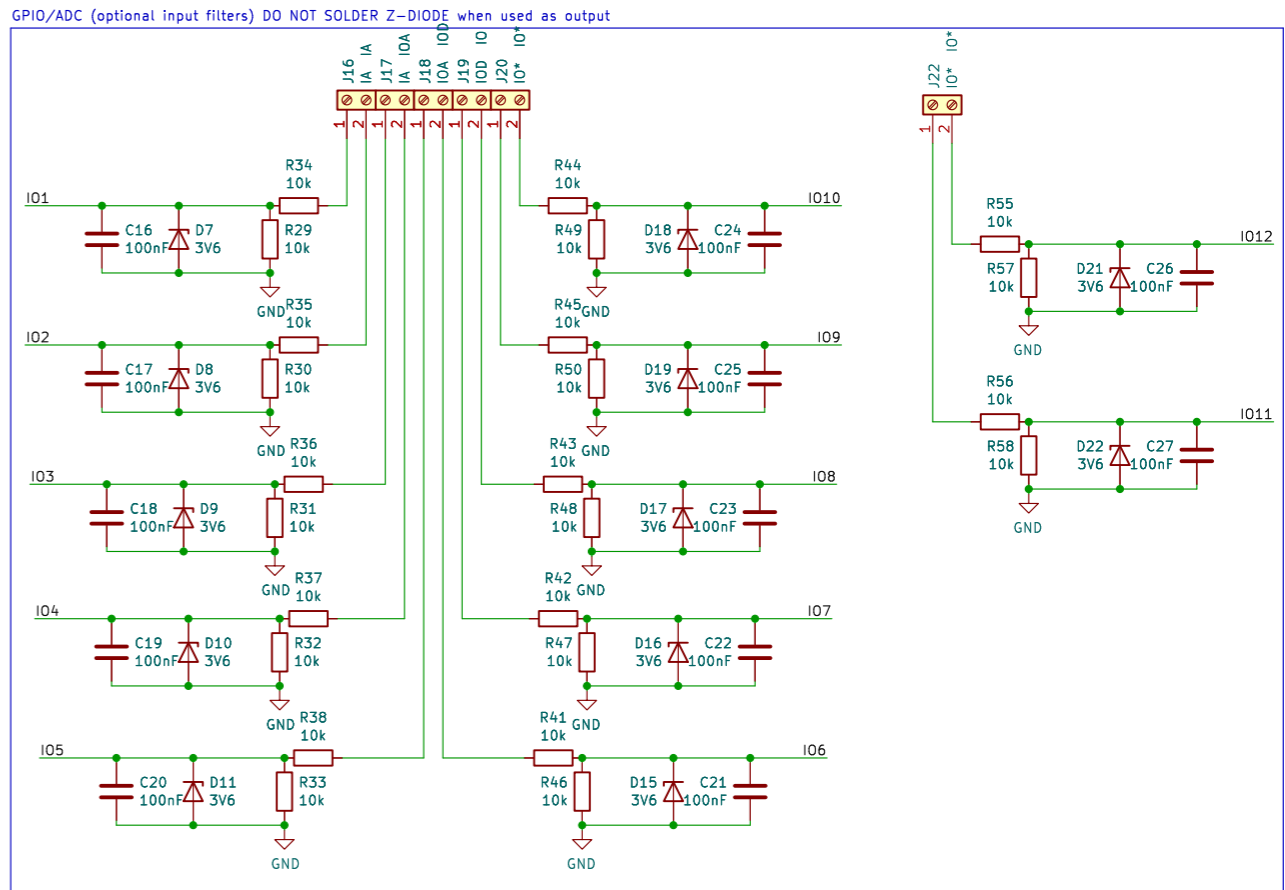 GPIO/ADC (optional input filters) DO NOT SOLDER Z-DIODE when used as output
J16
IA IA
J17
IA IOA
J18
IOA IOD
J19
IOD IO
J20
IO* IO*
J22
IO* IO*
1 2 1 2 1 2 1 2 1 2
1 2
R34
10k
R44
10k
IO1
IO10
R55
10k
C16
100nF
D7
3V6
R29
10k
R49
10k
D18
3V6
C24
100nF
IO12
R57
10k
D21
3V6
C26
100nF
GND
R35
10k
R45
10k
GND
IO2
IO9
GND
C17
100nF
D8
3V6
R30
10k
R50
10k
D19
3V6
C25
100nF
R56
10k
IO11
GND
R36
10k
R43
10k
GND
R58
10k
D22
3V6
C27
100nF
IO3
IO8
C18
100nF
D9
3V6
R31
10k
R48
10k
D17
3V6
C23
100nF
GND
GND
R37
10k
R42
10k
GND
IO4
IO7
C19
100nF
D10
3V6
R32
10k
R47
10k
D16
3V6
C22
100nF
GND
R38
10k
R41
10k
GND
IO5
IO6
C20
100nF
D11
3V6
R33
10k
R46
10k
D15
3V6
C21
100nF
GND
GND